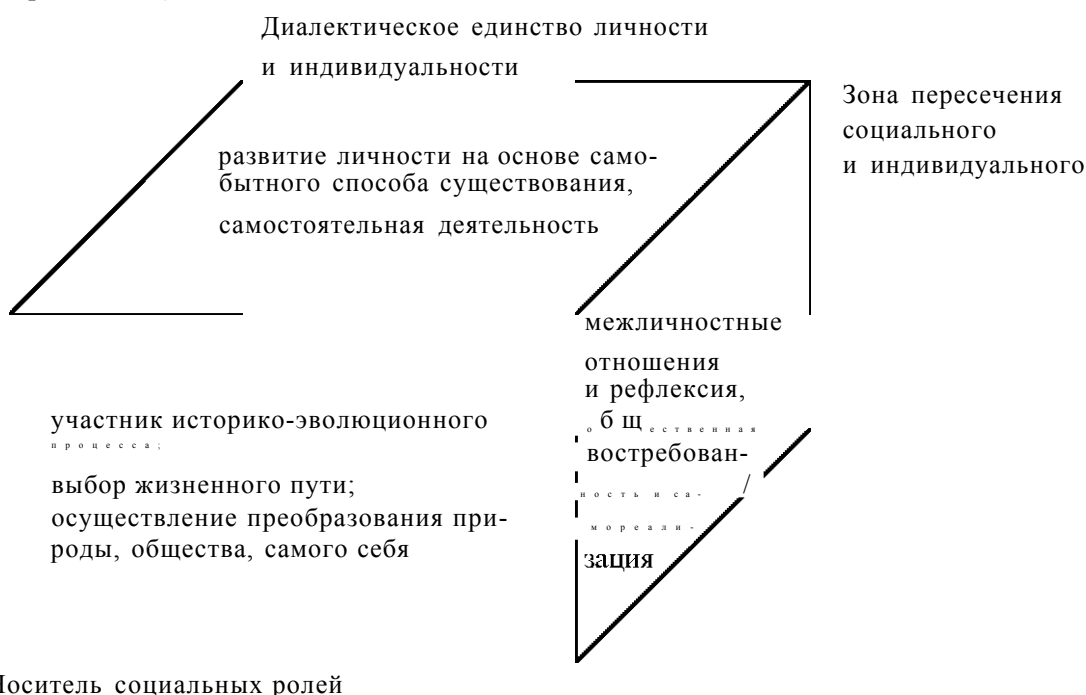 Диалектическое единство личности
и индивидуальности
Зона пересечения
социального
и индивидуального
развитие личности на основе само-
бытного способа существования,
самостоятельная деятельность
межличностные
отношения
и рефлексия,
общественная
востребован-
ность и са-
мореали-
зация
участник историко-эволюционного
процесса;
выбор жизненного пути;
осуществление преобразования при-
роды, общества, самого себя
социальных ролей